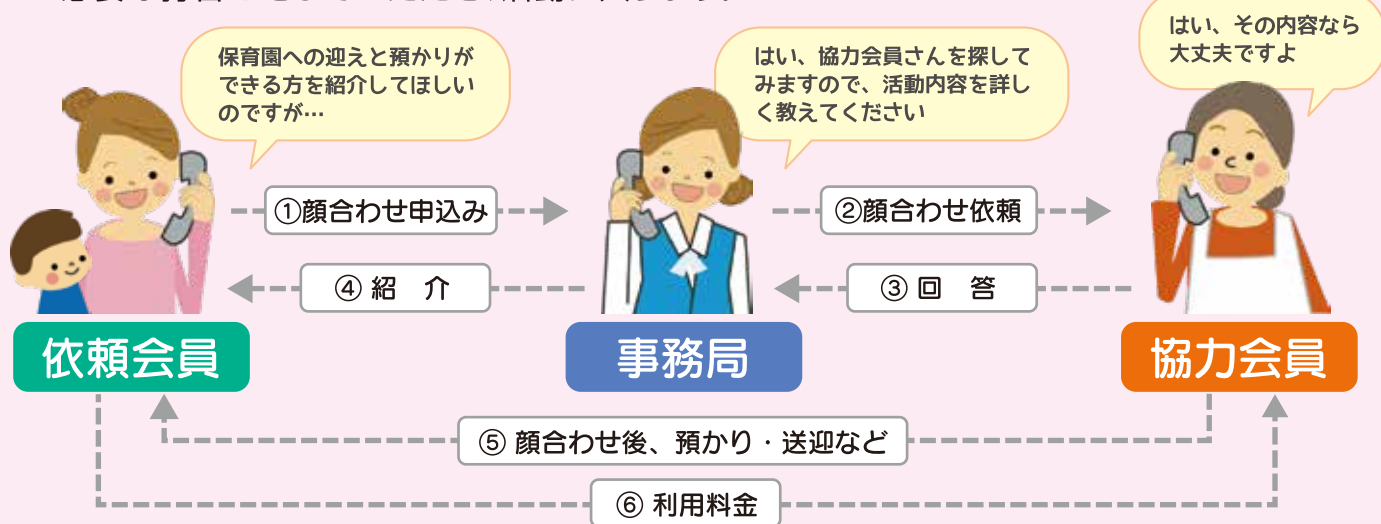 保育園への迎えと預かりが
できる方を紹介してほしい
のですが…
はい、協力会員さんを探して
みますので、活動内容を詳し
く教えてください
はい、その内容なら
大丈夫ですよ
①顔合わせ申込み
②顔合わせ依頼
④ 紹　介
③ 回　答
依頼会員
事務局
協力会員
⑤ 顔合わせ後、預かり・送迎など
⑥ 利用料金